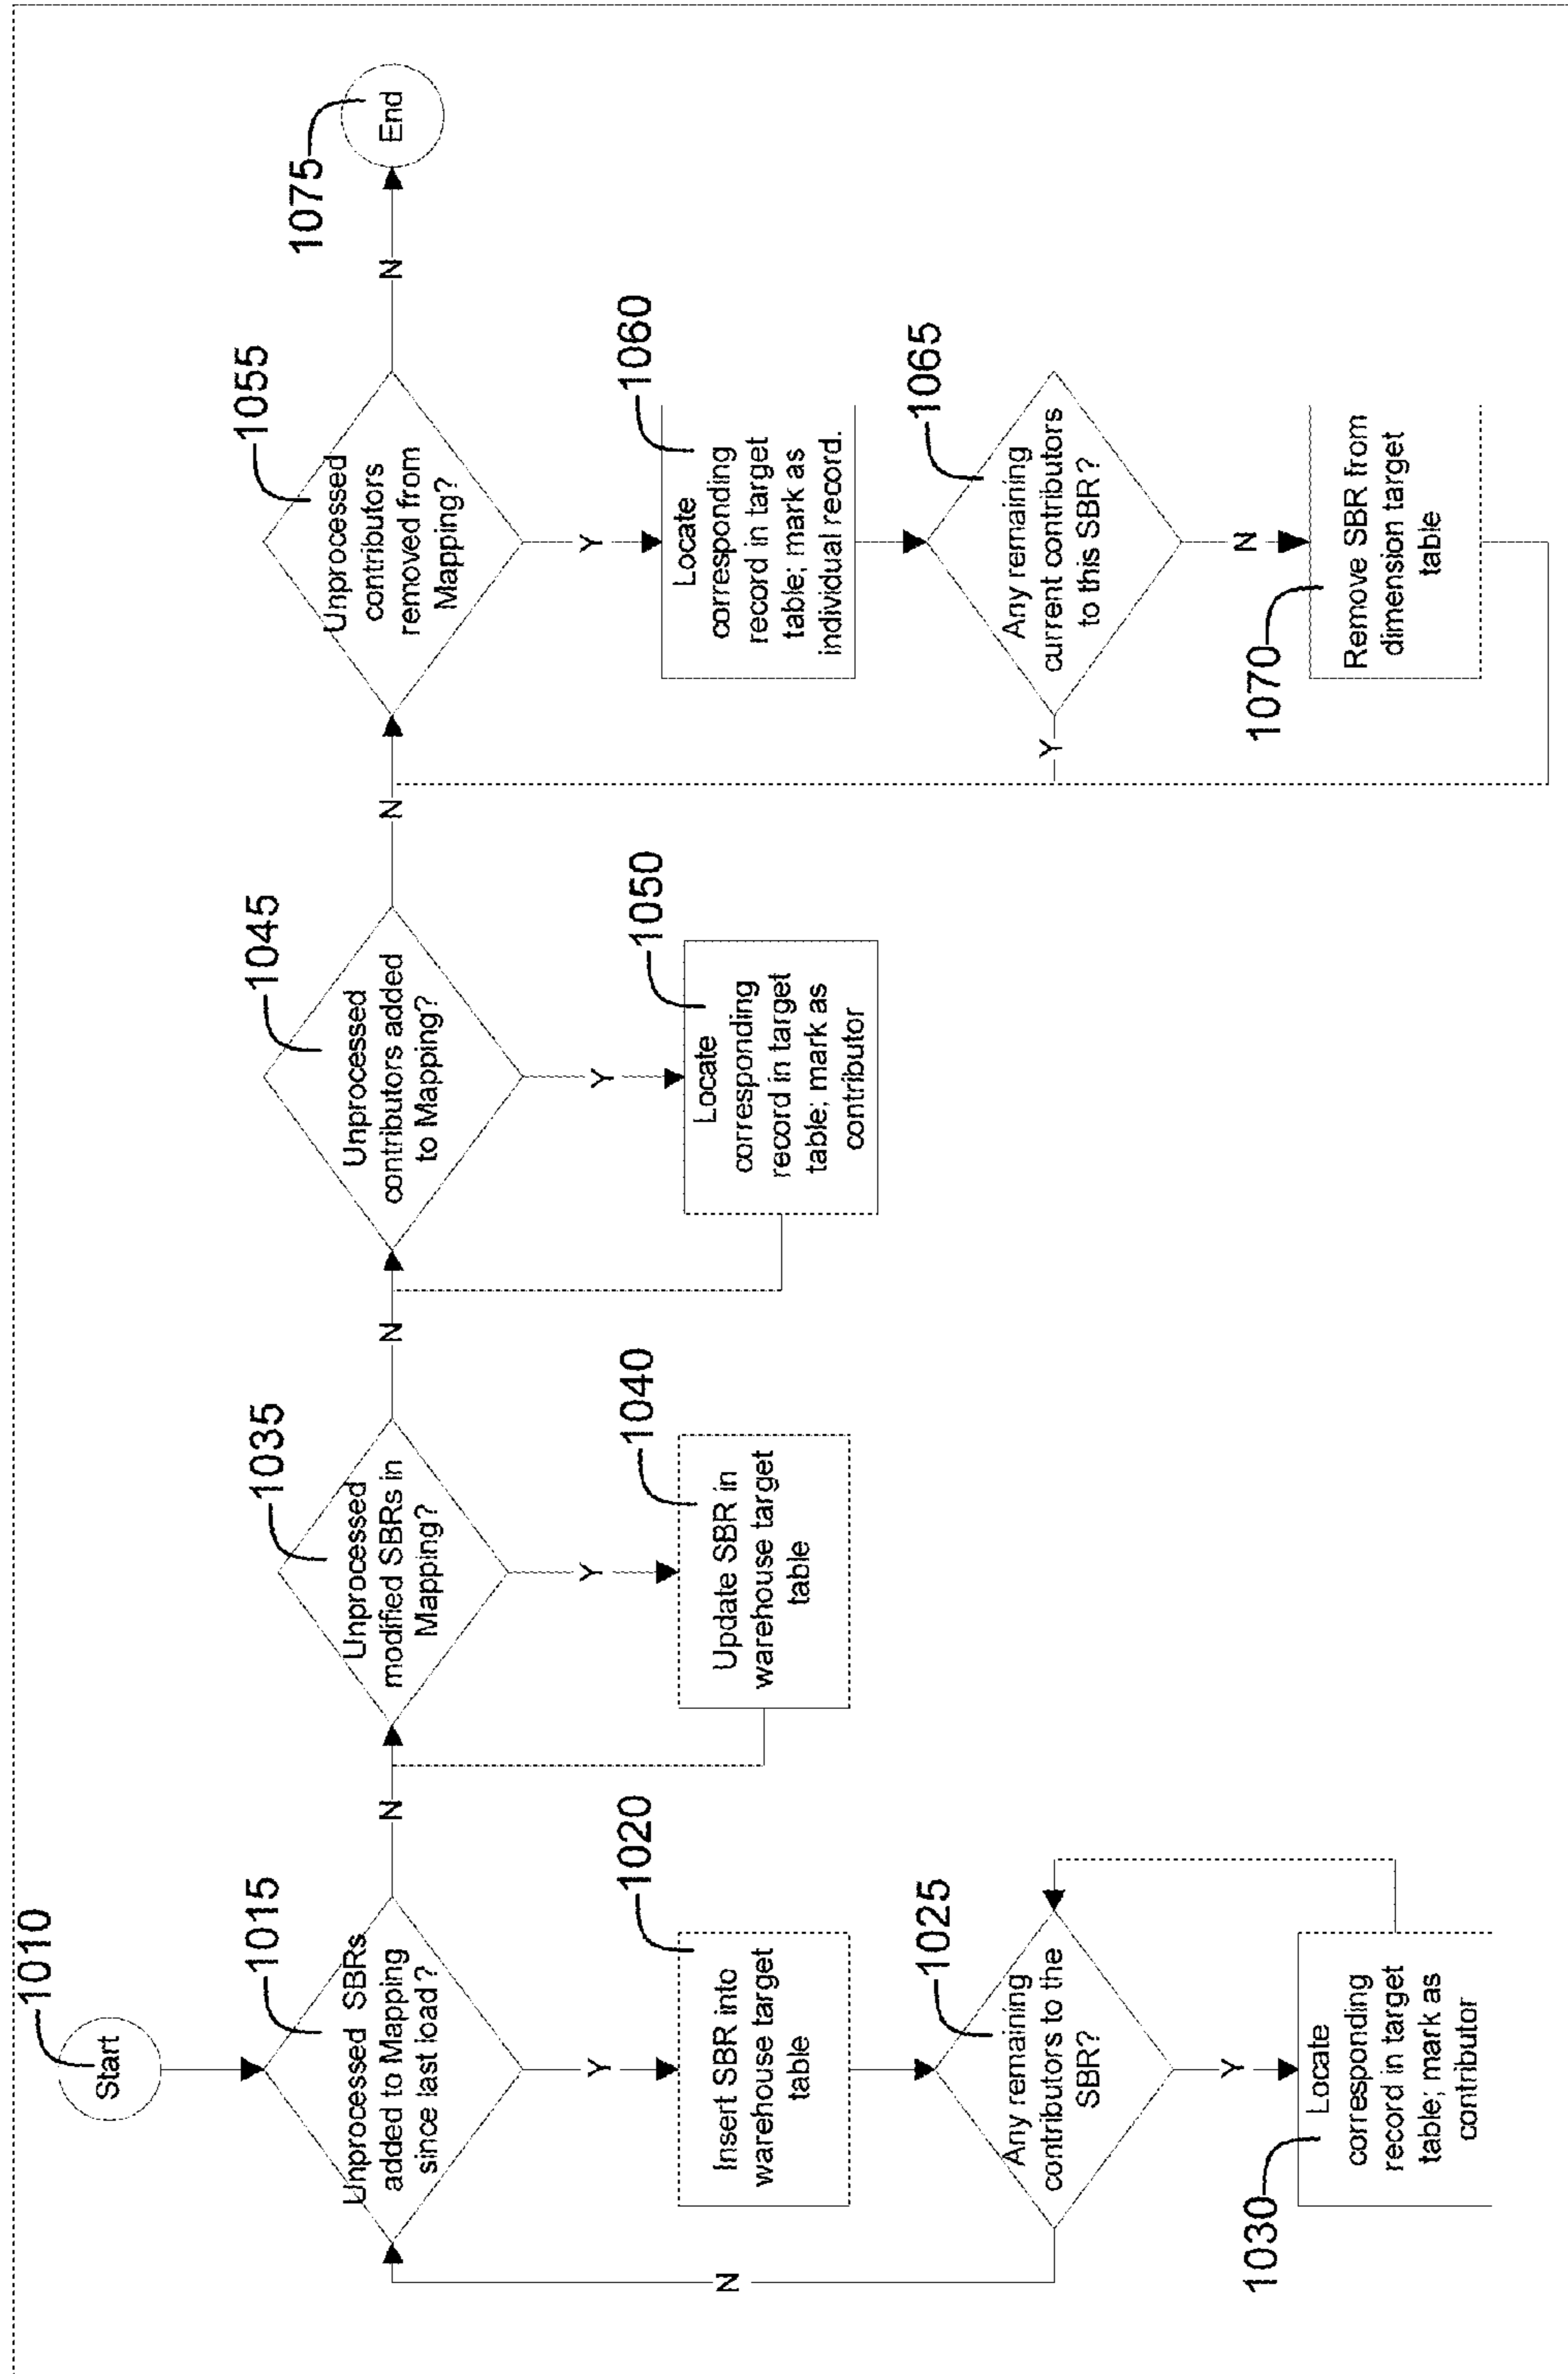 1010
Start
1015
Unprocessed SBRs
added to Mapping
since last load?
Y
N
1020
Insert SBR into
warehouse target
table
1025
Any remaining
contributors to the
SBR?
N
Y
1030
Locate
corresponding
record in target
table; mark as
contributor
1035
Unprocessed
modified SBRs in
Mapping?
Y
N
1040
Update SBR in
warehouse target
table
1045
Unprocessed
contributors added
to Mapping?
Y
N
1050
Locate
corresponding
record in target
table; mark as
contributor
1055
Unprocessed
contributors
removed from
Mapping?
Y
N
1060
Locate
corresponding
record in target
table; mark as
individual record.
1065
Any remaining
current contributors
to this SBR?
Y
N
1070
Remove SBR from
dimension target
table
1075
End